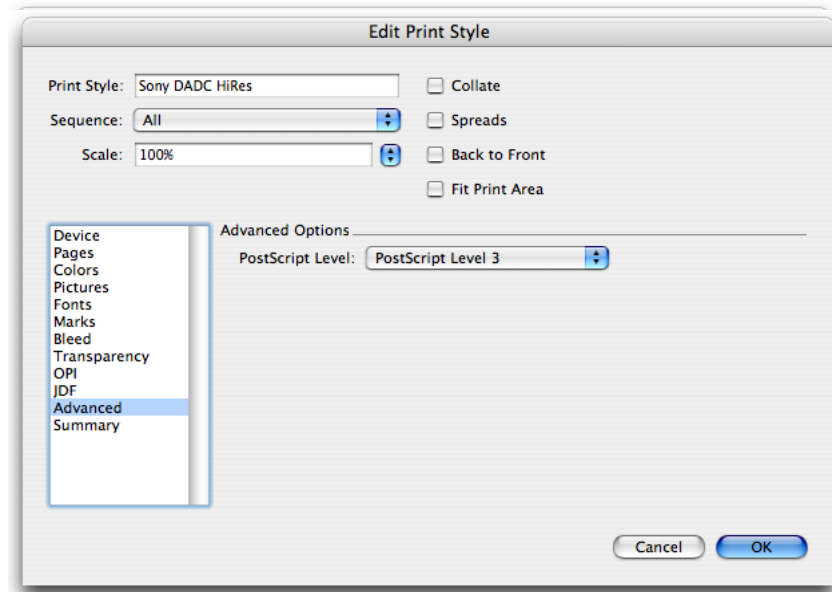 Edit Print Style
Print Style: Sony DADC HiRes
Collate
Sequence: All
Spreads
Scale: 100%
Back to Front
Fit Print Area
Device
Pages
Colors
Pictures
Fonts
Marks
Bleed
Transparency
OPI
JDF
Advanced
Summary
Advanced Options
PostScript Level: PostScript Level 3
Cancel
OK